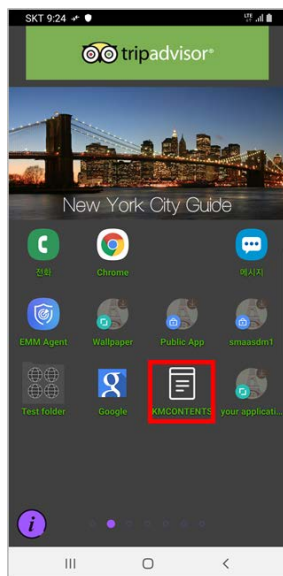 SKT 9:24
LTE
tripadvisor®
New York City Guide
전화
Chrome
메시지
EMM Agent
Wallpaper
Public App
smaasdm1
Test folder
Google
KMCONTENTS
your applicati...
i